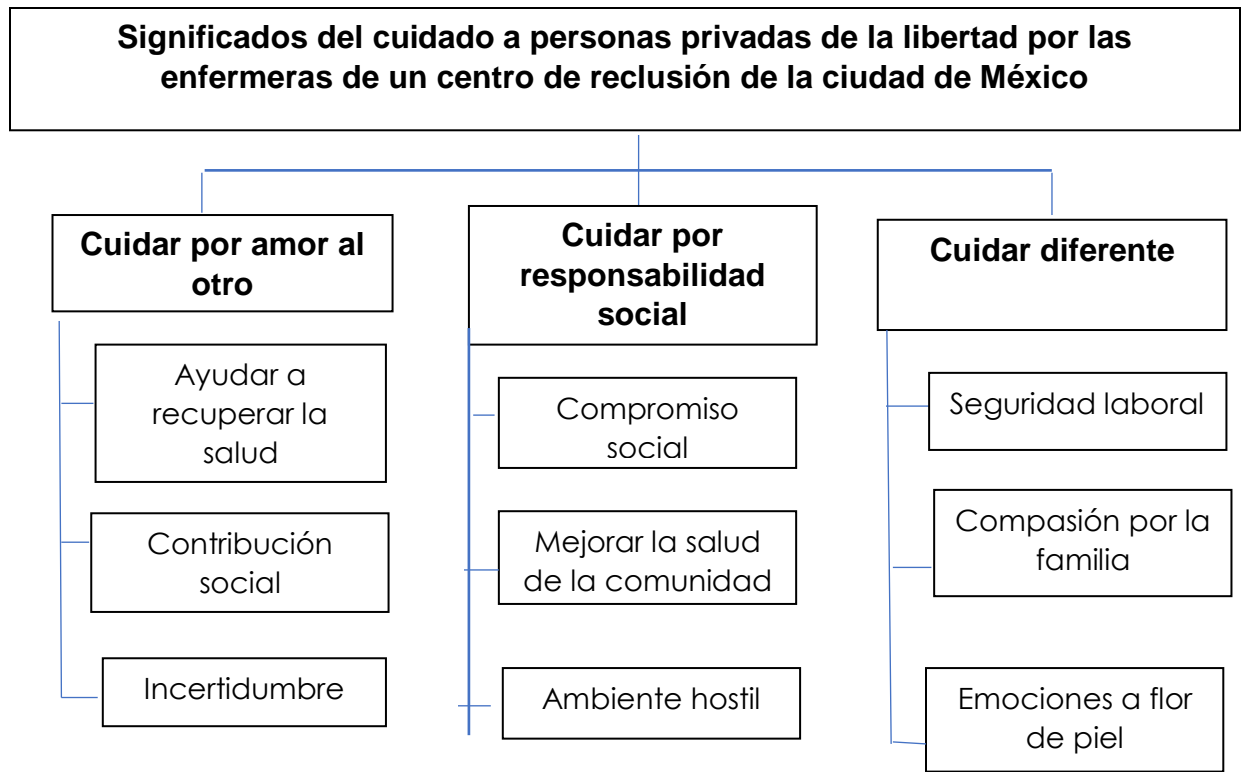 Significados del cuidado a personas privadas de la libertad por las
enfermeras de un centro de reclusión de la ciudad de México
Cuidar por amor al
otro
Ayudar a
recuperar la
salud
Contribución
social
Incertidumbre
Cuidar por
responsabilidad
social
Compromiso
social
Mejorar la salud
de la comunidad
Ambiente hostil
Cuidar diferente
Seguridad laboral
Compasión por la
familia
Emociones a flor
de piel